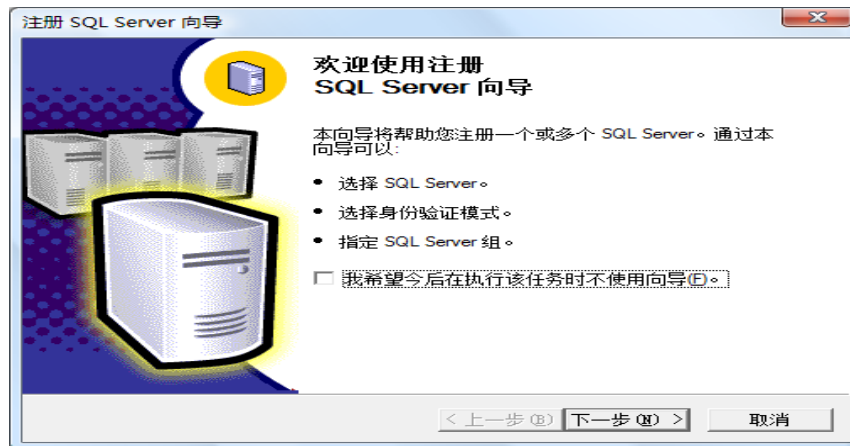 注册 SQL Server 向导
欢迎使用注册
SQL Server 向导
本向导将帮助您注册一个或多个 SQL Server。通过本
向导可以:
• 选择 SQL Server。
• 选择身份验证模式。
• 指定 SQL Server 组。
我希望今后在执行该任务时不使用向导(F)。
< 上一步(B) 下一步(N) > 取消